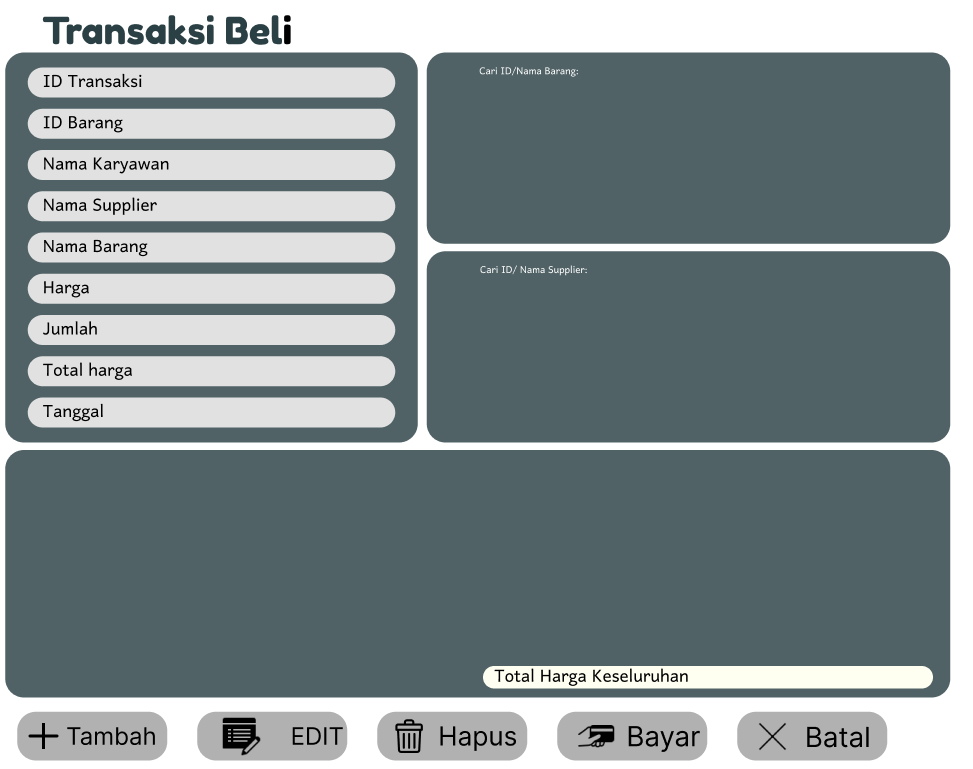 Transaksi Beli
ID Transaksi
ID Barang
Nama Karyawan
Nama Supplier
Nama Barang
Harga
Jumlah
Total harga
Tanggal
Cari ID/Nama Barang:
Cari ID/ Nama Supplier:
Total Harga Keseluruhan
Tambah
EDIT
Hapus
Bayar
Batal